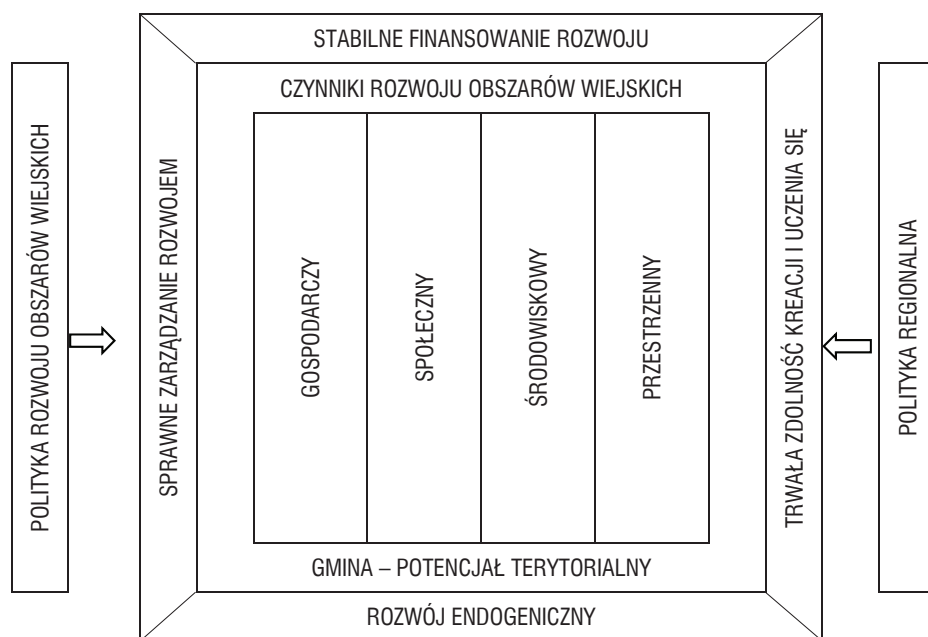 STABILNE FINANSOWANIE ROZWOJU
CZYNNIKI ROZWOJU OBSZARÓW WIEJSKICH
POLITYKA ROZWOJU OBSZARÓW WIEJSKICH
SPRAWNE ZARZĄDZANIE ROZWOJEM
GOSPODARCZY
SPOŁECZNY
ŚRODOWISKOWY
PRZESTRZENNY
TRWAŁA ZDOLNOŚĆ KREACJI I UCZENIA SIĘ
POLITYKA REGIONALNA
GMINA – POTENCJAŁ TERYTORIALNY
ROZWÓJ ENDOGENICZNY